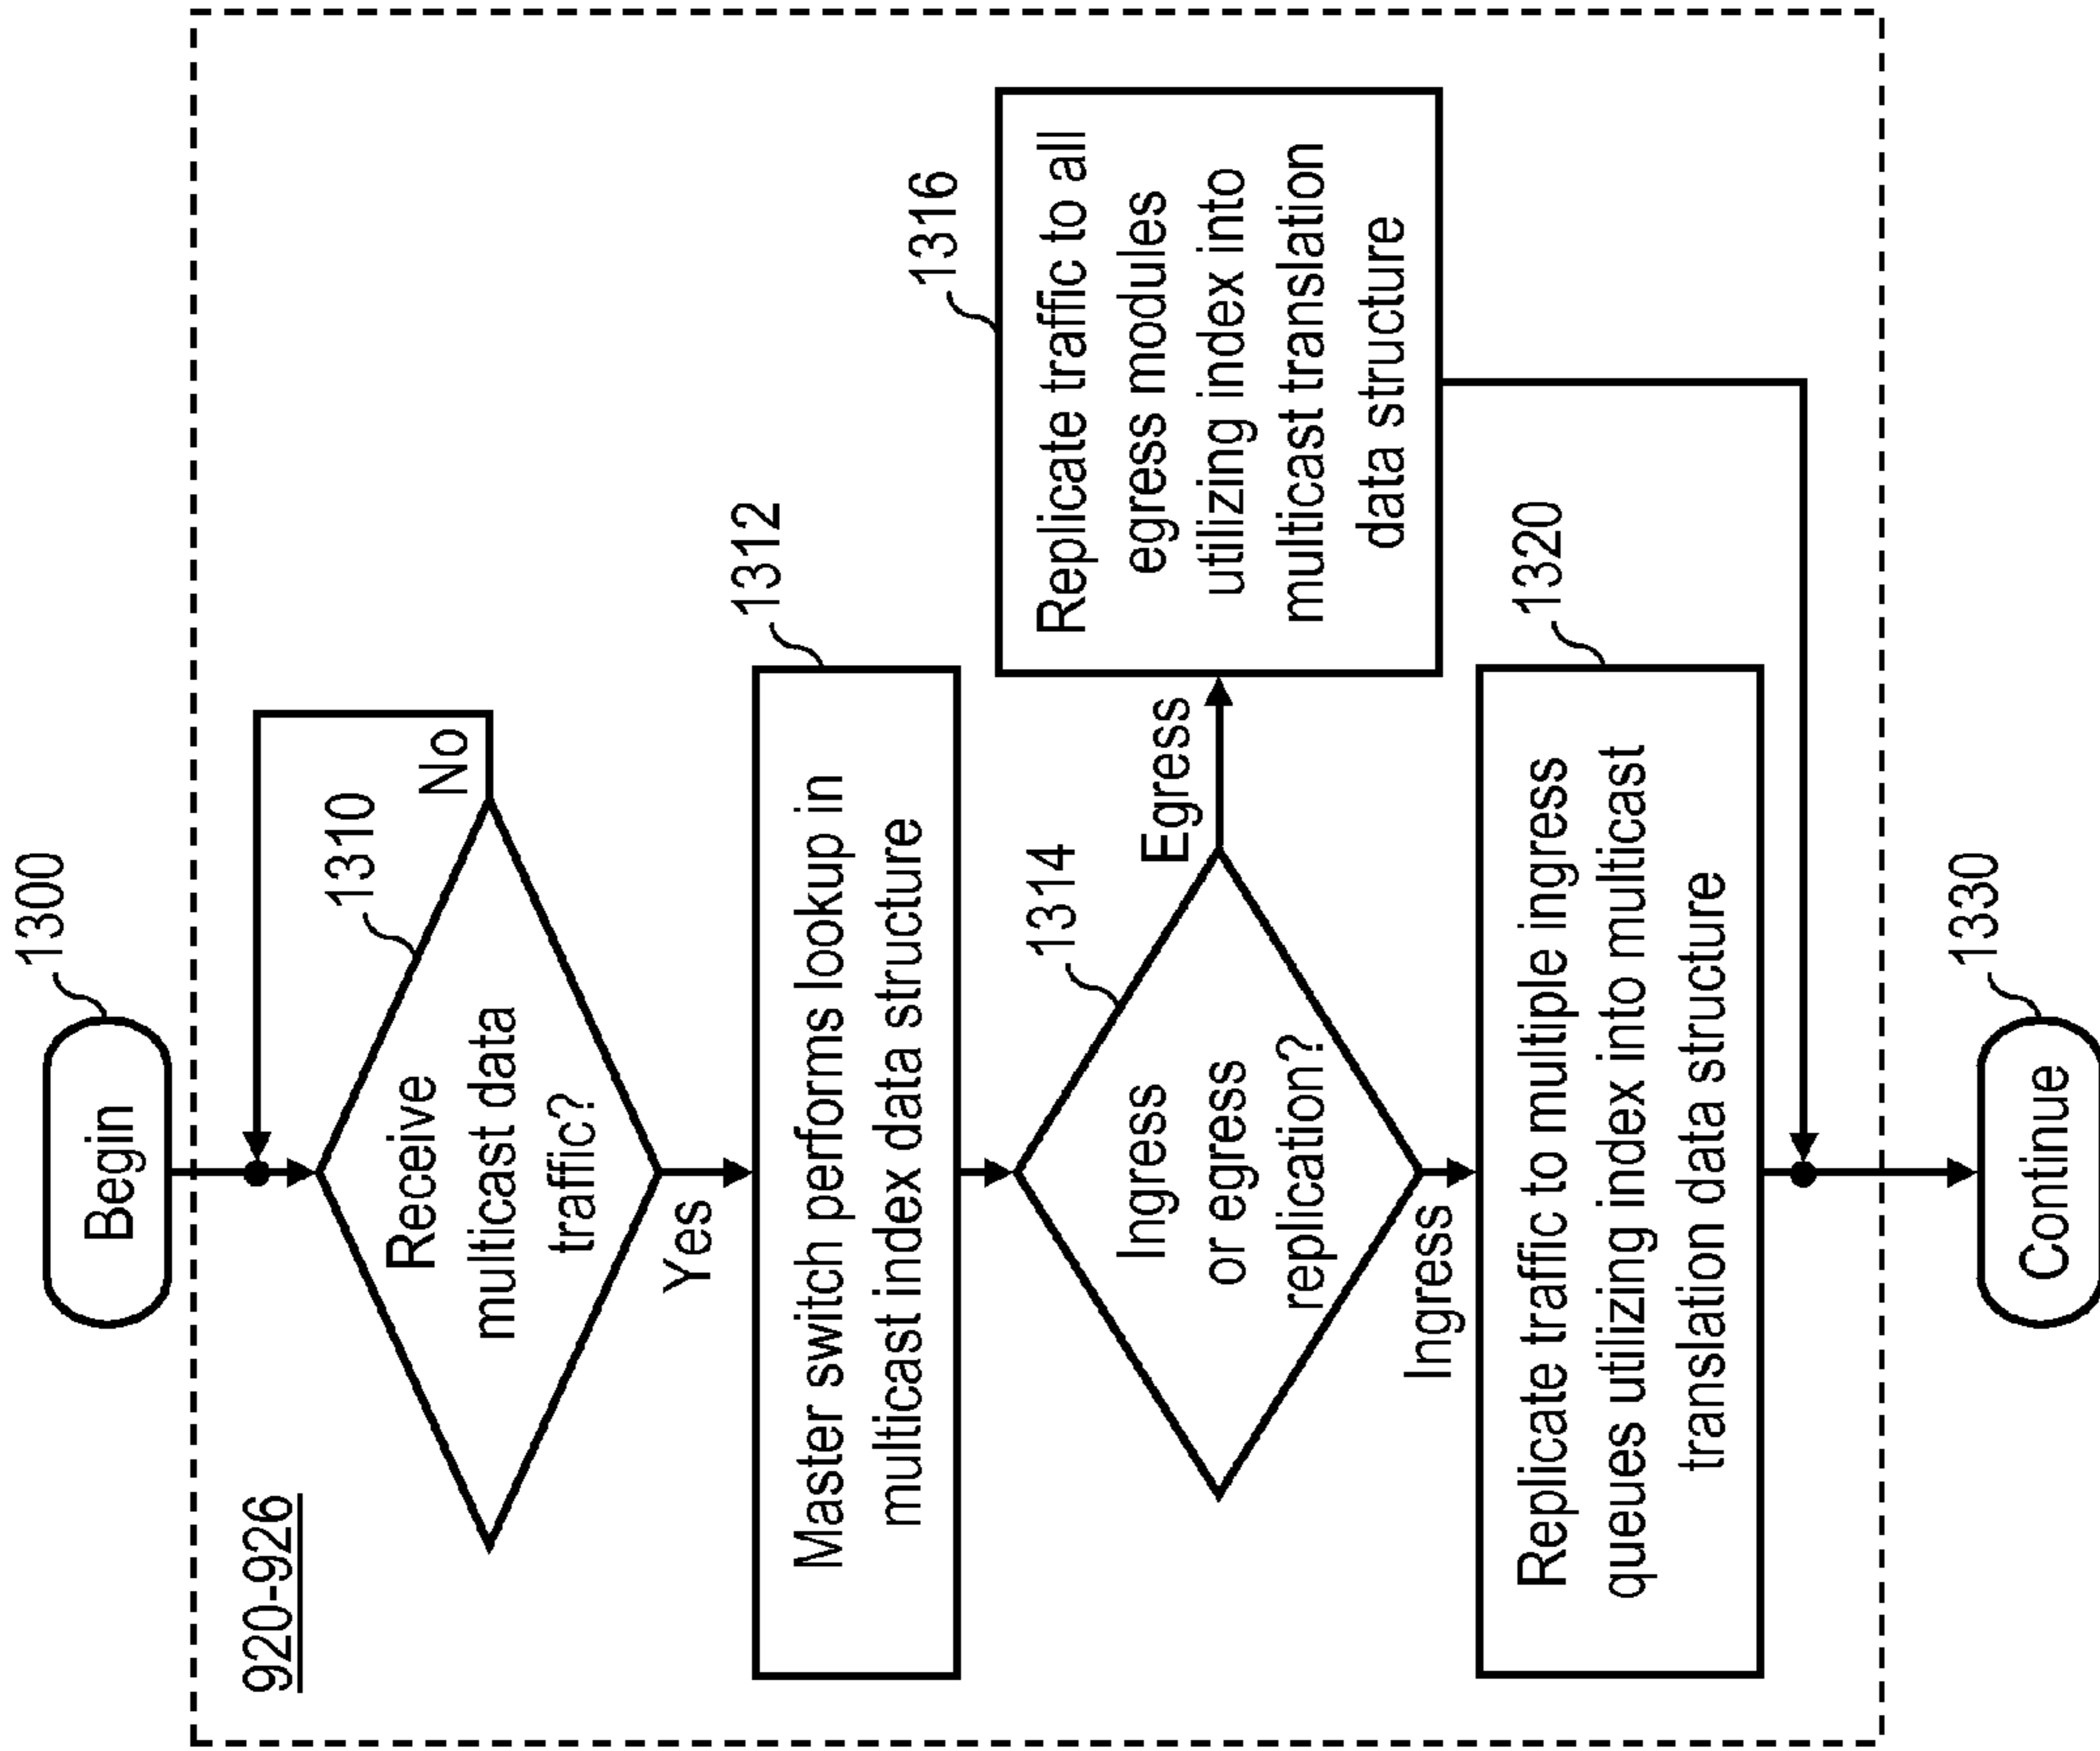 1300
Begin
920-926
1310
Receive
multicast data
traffic?
No
Yes
1312
Master switch performs lookup in
multicast index data structure
1314
Ingress
or egress
replication?
Egress
1316
Replicate traffic to all
egress modules
utilizing index into
multicast translation
data structure
Ingress
1320
Replicate traffic to multiple ingress
queues utilizing index into multicast
translation data structure
1330
Continue